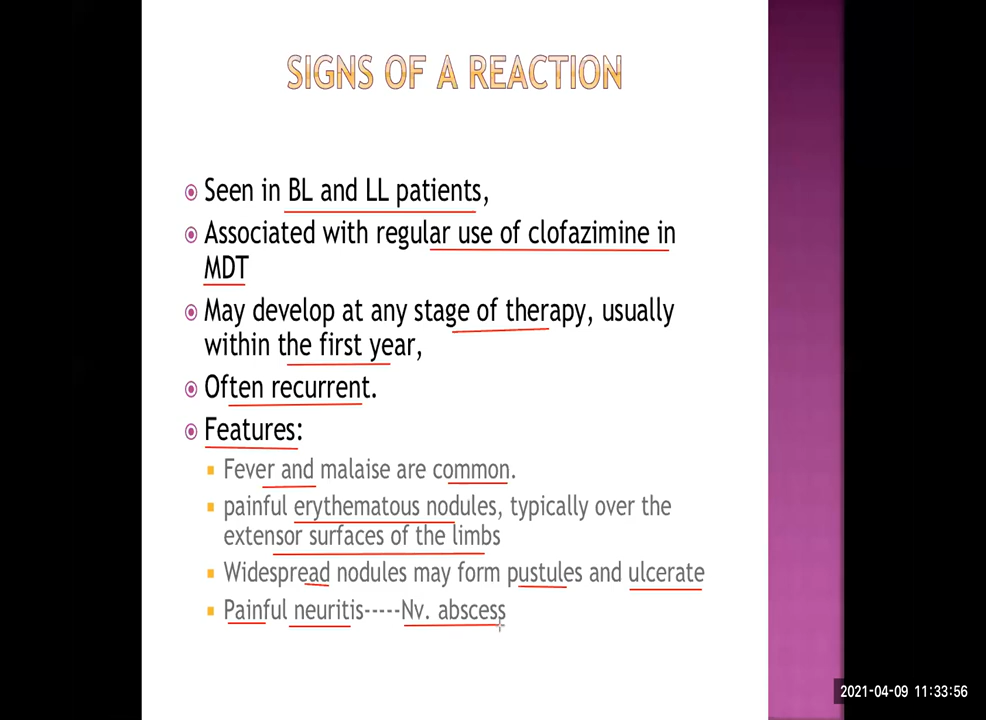 SIGNS OF A REACTION
Seen in BL and LL patients,
Associated with regular use of clofazimine in
MDT
May develop at any stage of therapy, usually
within the first year,
Often recurrent.
Features:
Fever and malaise are common.
painful erythematous nodules, typically over the
extensor surfaces of the limbs
Widespread nodules may form pustules and ulcerate
Painful neuritis-----Nv. abscess
2021-04-09 11:33:56